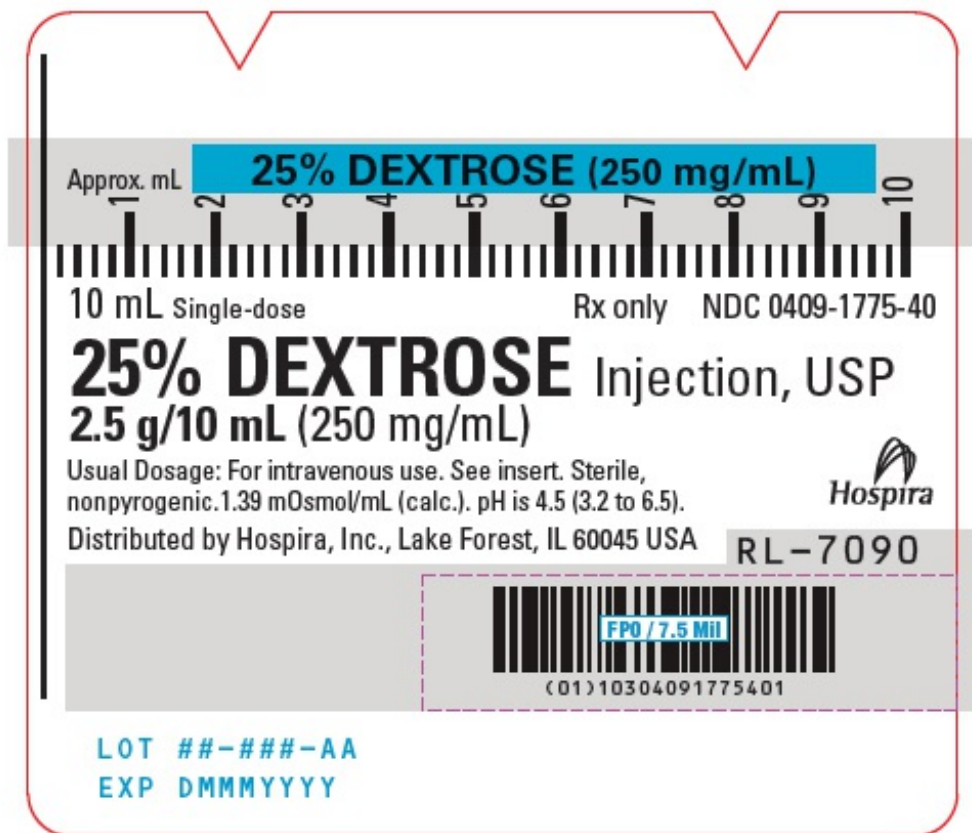 25% DEXTROSE (250 mg/mL)
Approx. mL
1 2 3 4 5 6 7 8 9 10
10 mL Single-dose Rx only NDC 0409-1775-40
25% DEXTROSE Injection, USP
2.5 g/10 mL (250 mg/mL)
Usual Dosage: For intravenous use. See insert. Sterile,
nonpyrogenic.1.39 mOsmol/mL (calc.). pH is 4.5 (3.2 to 6.5).
Hospira
Distributed by Hospira, Inc., Lake Forest, IL 60045 USA
RL-7090
FPO / 7.5 Mil
(01)10304091775401
LOT ##-###-AA
EXP DMMMYYYY